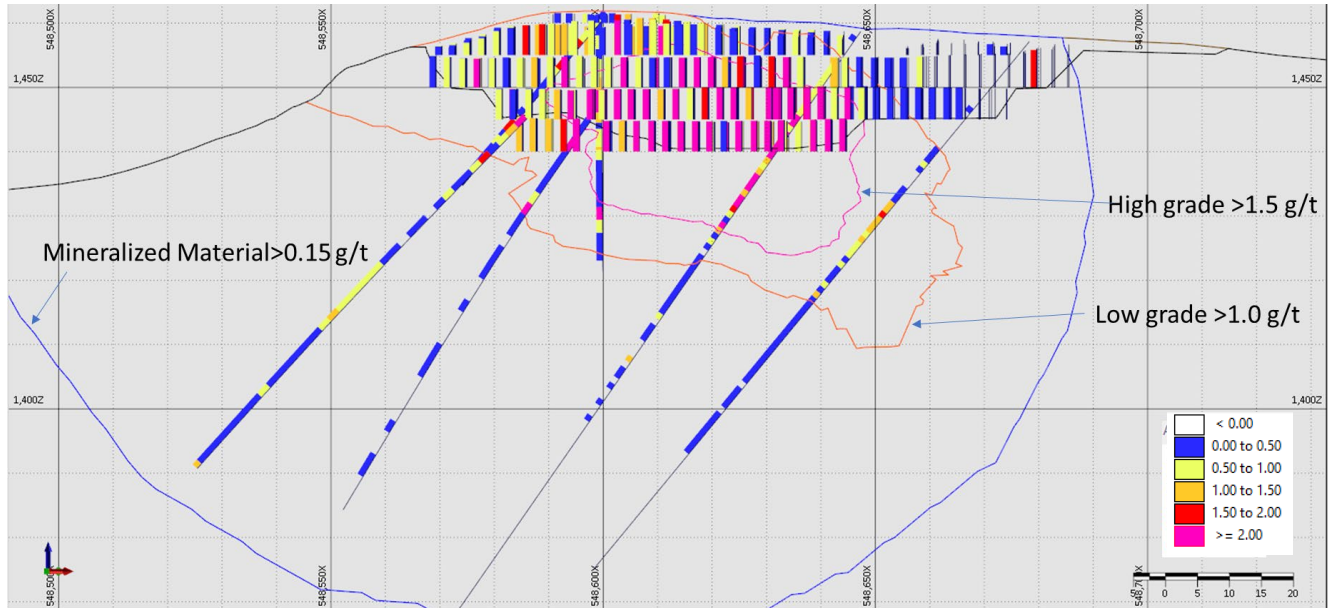 548,500X
548,550X
548,600X
548,650X
548,700X
1,450Z
1,450Z
High grade >1.5 g/t
Mineralized Material>0.15 g/t
Low grade >1.0 g/t
1,400Z
1,400Z
< 0.00
0.00 to 0.50
0.50 to 1.00
1.00 to 1.50
1.50 to 2.00
>= 2.00
548,500X
548,550X
548,600X
548,650X
548,700X
5 0 5 10 15 20